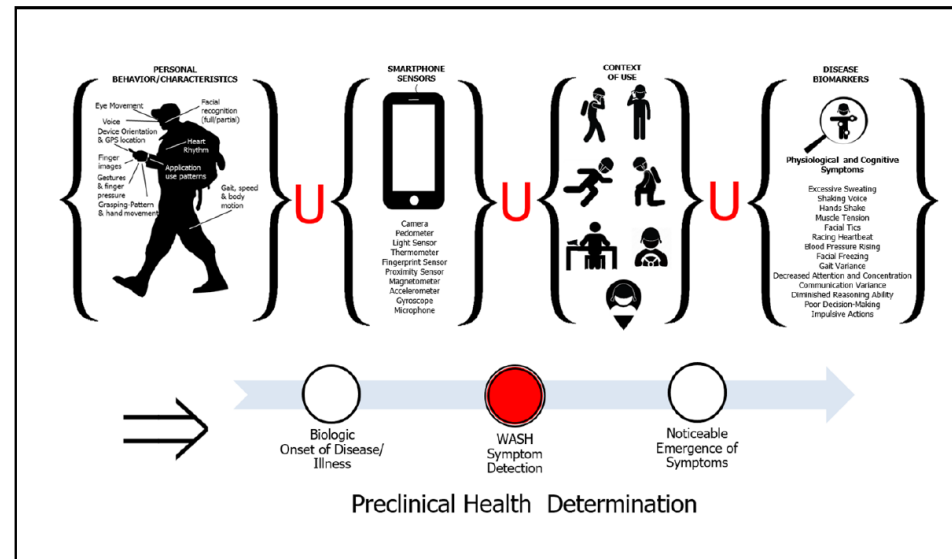 PERSONAL
BEHAVIOR/CHARACTERISTICS
Eye Movement
Facial
recognition
(full/partial)
Voice
Device Orientation
& GPS location
Heart
Rhythm
Finger
images
Application
use patterns
Gestures
& finger
pressure
Grasping-Pattern
& hand movement
Gait, speed
& body
motion
U
SMARTPHONE
SENSORS
Camera
Pedometer
Light Sensor
Thermometer
Fingerprint Sensor
Proximity Sensor
Magnetometer
Accelerometer
Gyroscope
Microphone
U
CONTEXT
OF USE
U
DISEASE
BIOMARKERS
Physiological and Cognitive
Symptoms
Excessive Sweating
Shaking Voice
Hands Shake
Muscle Tension
Facial Tics
Racing Heartbeat
Blood Pressure Rising
Facial Freezing
Gait Variance
Decreased Attention and Concentration
Communication Variance
Diminished Reasoning Ability
Poor Decision-Making
Impulsive Actions
Biologic
Onset of Disease/
Illness
WASH
Symptom
Detection
Noticeable
Emergence of
Symptoms
Preclinical Health Determination